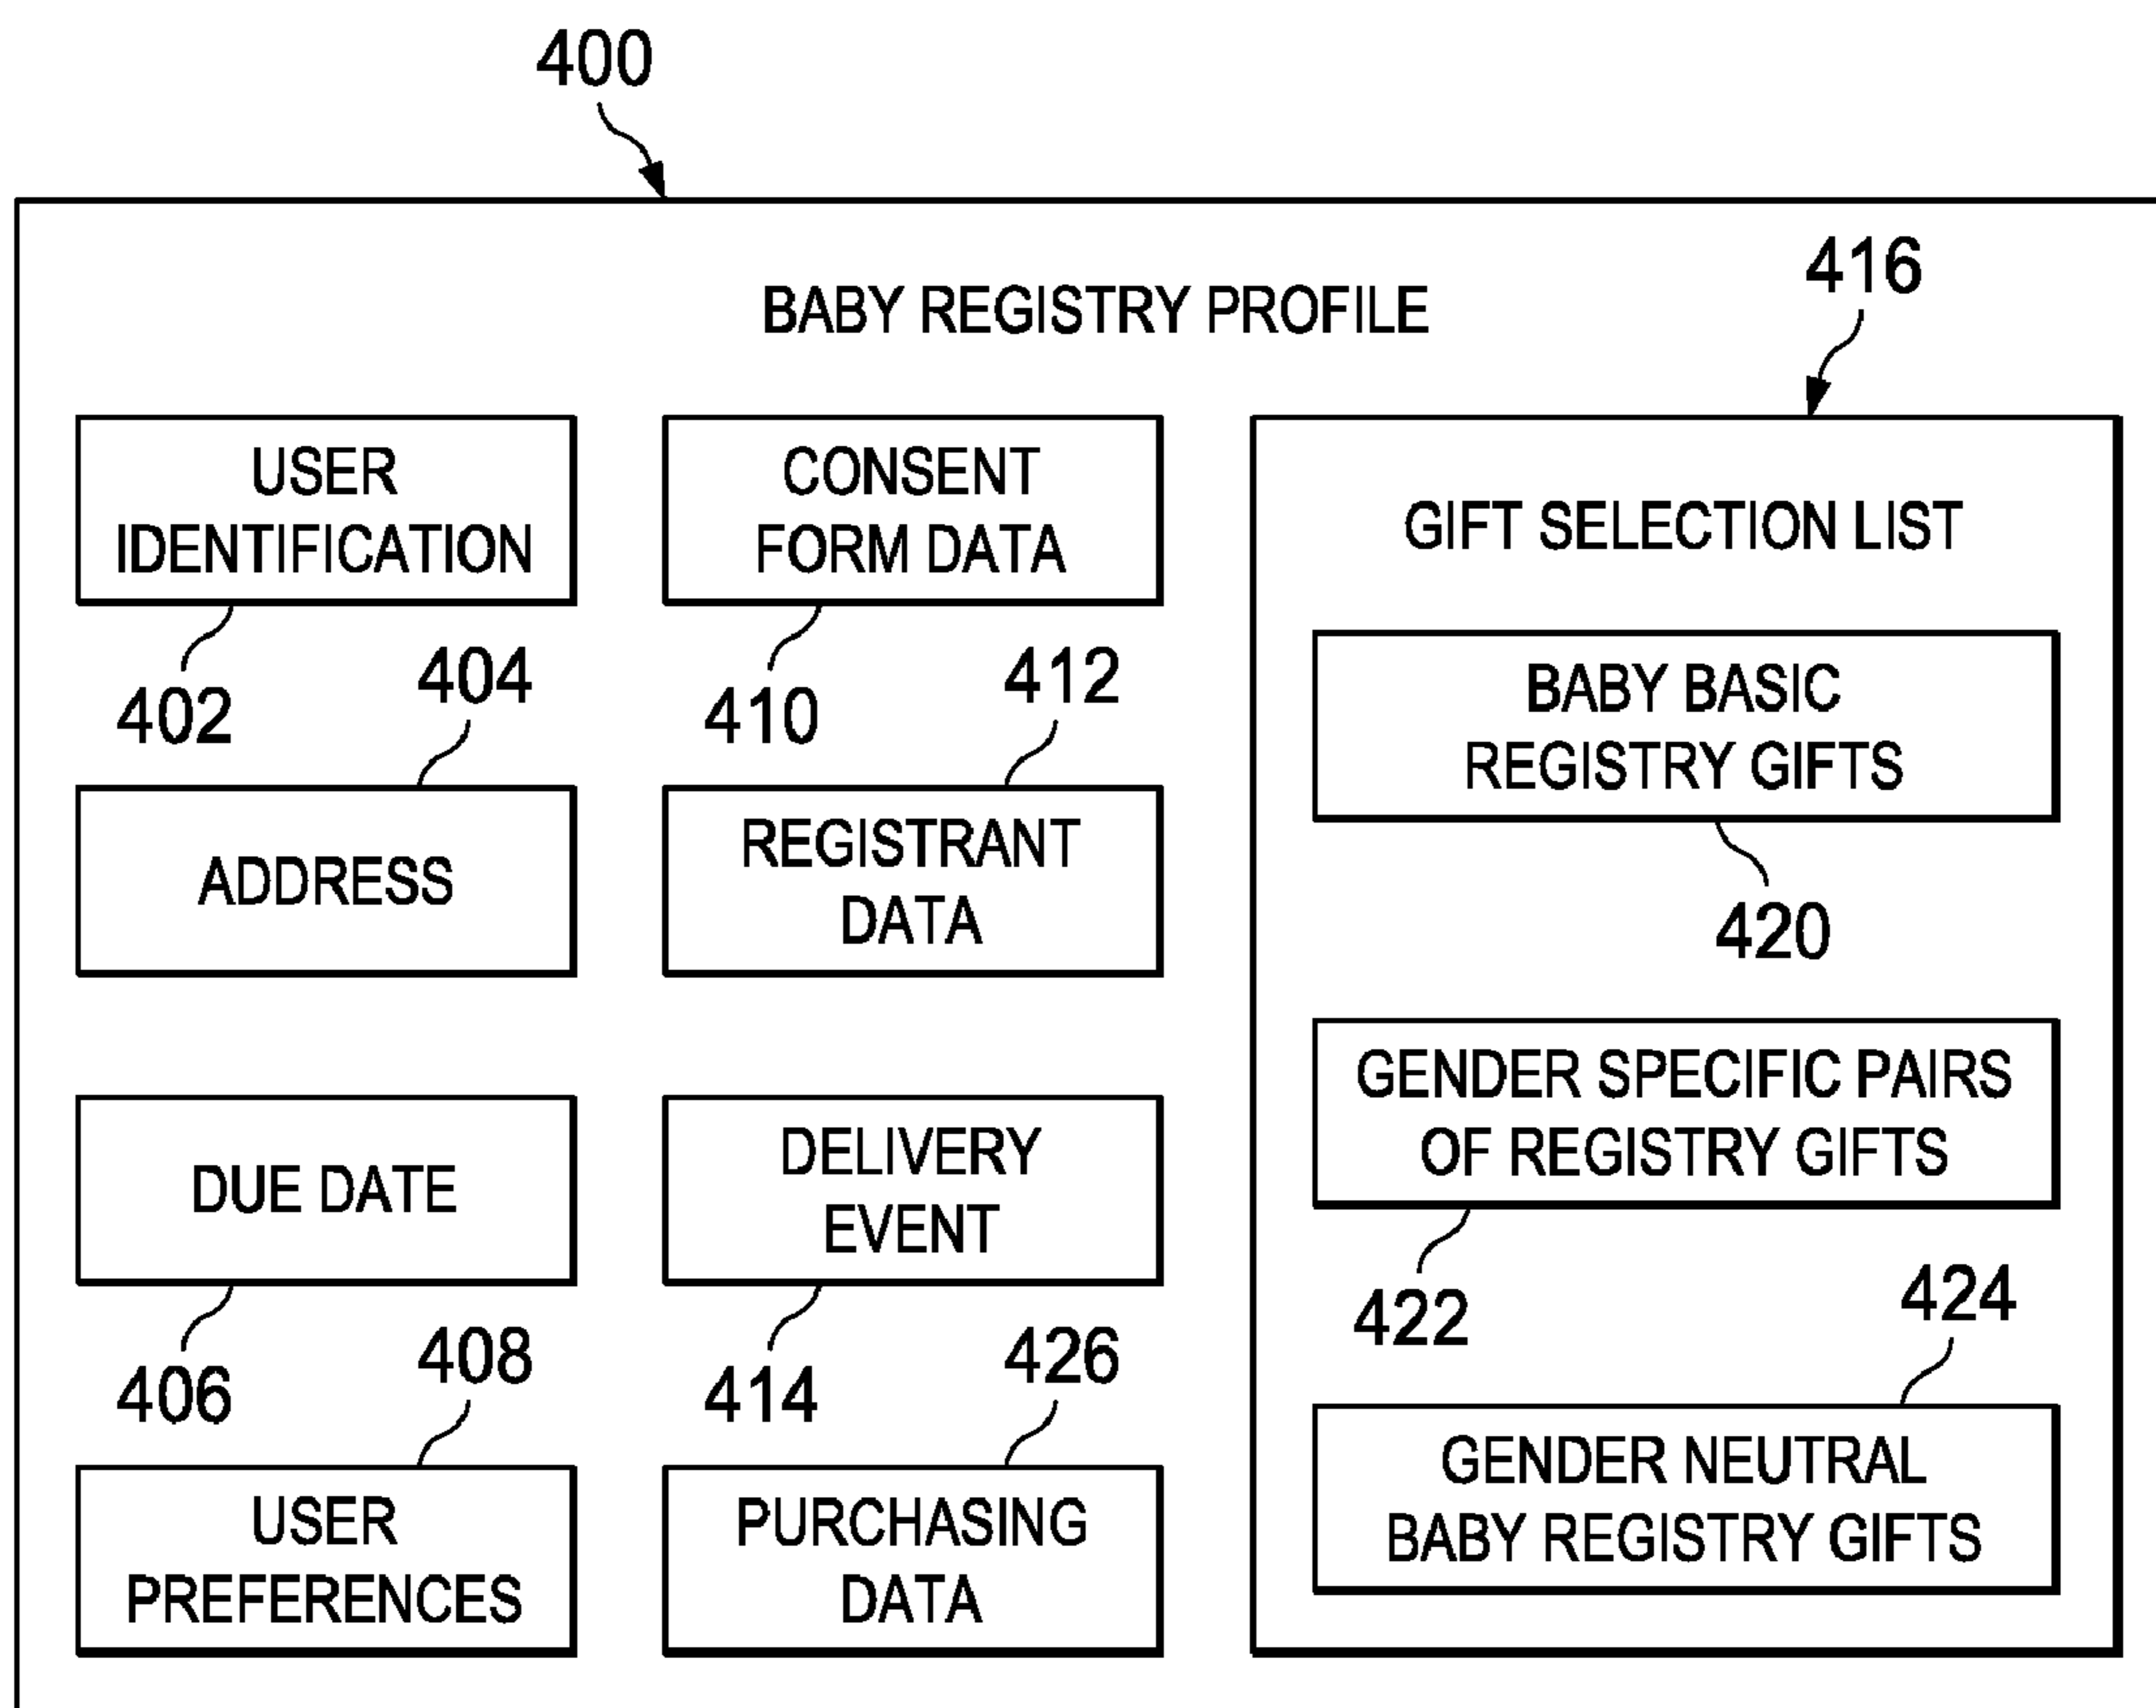 400
BABY REGISTRY PROFILE
416
USER
IDENTIFICATION
402
404
ADDRESS
DUE DATE
406
408
USER
PREFERENCES
CONSENT
FORM DATA
410
412
REGISTRANT
DATA
DELIVERY
EVENT
414
426
PURCHASING
DATA
GIFT SELECTION LIST
BABY BASIC
REGISTRY GIFTS
420
GENDER SPECIFIC PAIRS
OF REGISTRY GIFTS
422
424
GENDER NEUTRAL
BABY REGISTRY GIFTS